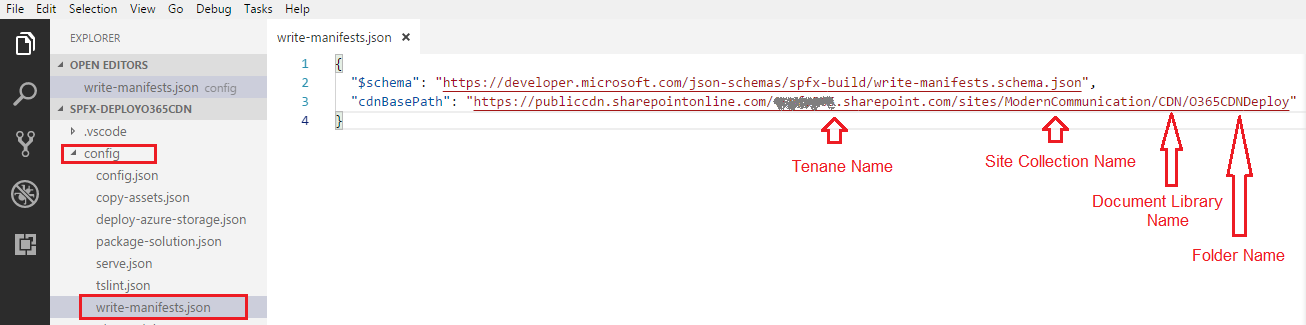 File Edit Selection View Go Debug Tasks Help
EXPLORER
OPEN EDITORS
write-manifests.json config
SPFX-DEPLOYO365CDN
.vscode
config
config.json
copy-assets.json
deploy-azure-storage.json
package-solution.json
serve.json
tslint.json
write-manifests.json
write-manifests.json
1 {
2 "$schema": "https://developer.microsoft.com/json-schemas/spfx-build/write-manifests.schema.json",
3 "cdnBasePath": "https://publiccdn.sharepointonline.com/ .sharepoint.com/sites/ModernCommunication/CDN/O365CDNDeploy"
4 }
Tenane Name
Site Collection Name
Document Library
Name
Folder Name